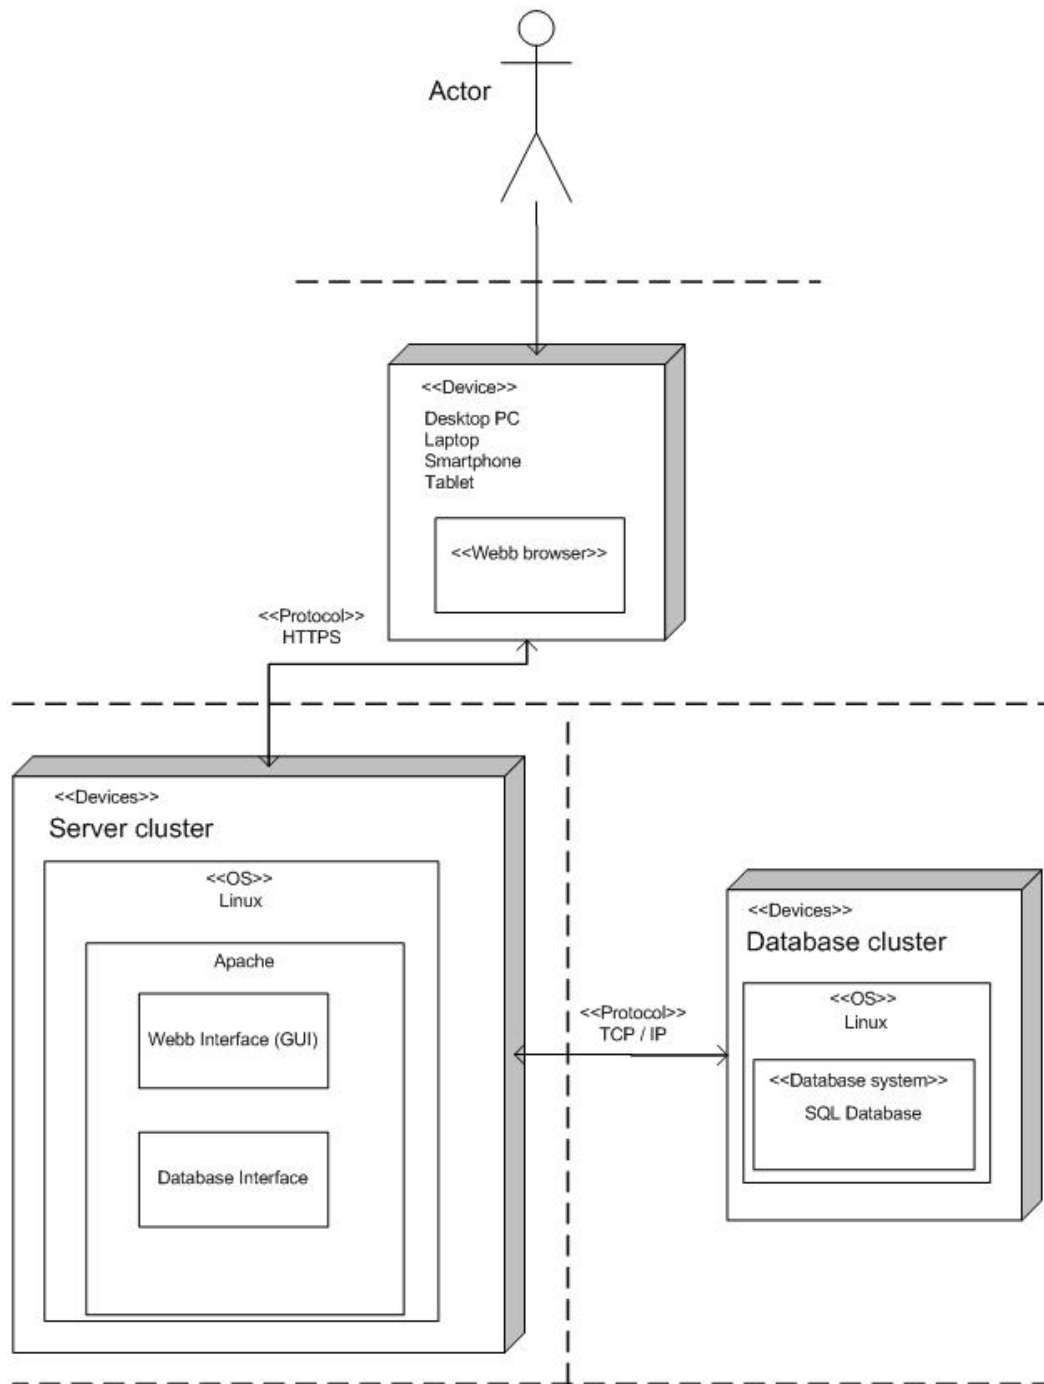 Actor
<<Device>>
Desktop PC
Laptop
Smartphone
Tablet
<<Webb browser>>
<<Protocol>>
HTTPS
<<Devices>>
Server cluster
<<OS>>
Linux
Apache
Webb Interface (GUI)
Database Interface
<<Protocol>>
TCP / IP
<<Devices>>
Database cluster
<<OS>>
Linux
<<Database system>>
SQL Database